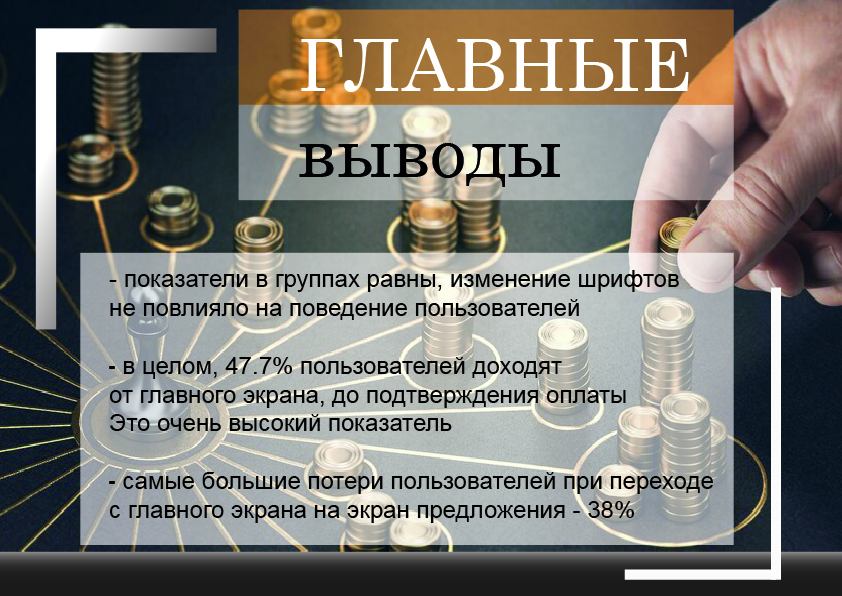 ГЛАВНЫЕ
выводы
- показатели в группах равны, изменение шрифтов
не повлияло на поведение пользователей
- в целом, 47.7% пользователей доходят
от главного экрана, до подтверждения оплаты
Это очень высокий показатель
- самые большие потери пользователей при переходе
с главного экрана на экран предложения - 38%